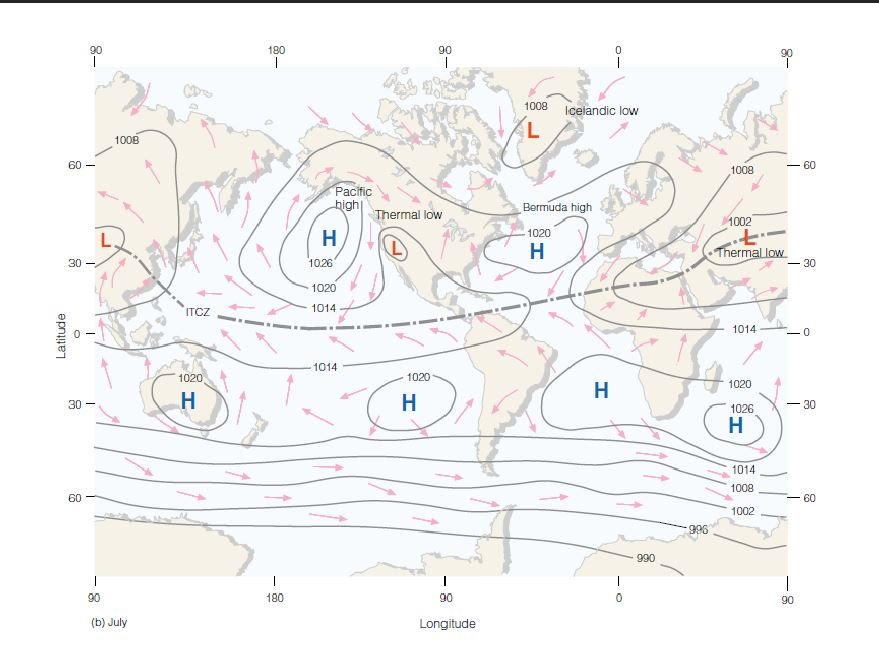 90 180 90 0 90
1008 Icelandic low
L
1008
60 60
1008
Pacific
high
Bermuda high
Thermal low
1002
1020
L H L H L
Thermal low
30 1026 30
1020
1014
ITCZ
Latitude
0 1014 0
1014
1020 1020 1020
H H H
30 1026 30
H
1014
1008
60 60
1002
996
990
90 180 90 0 90
(b) July Longitude